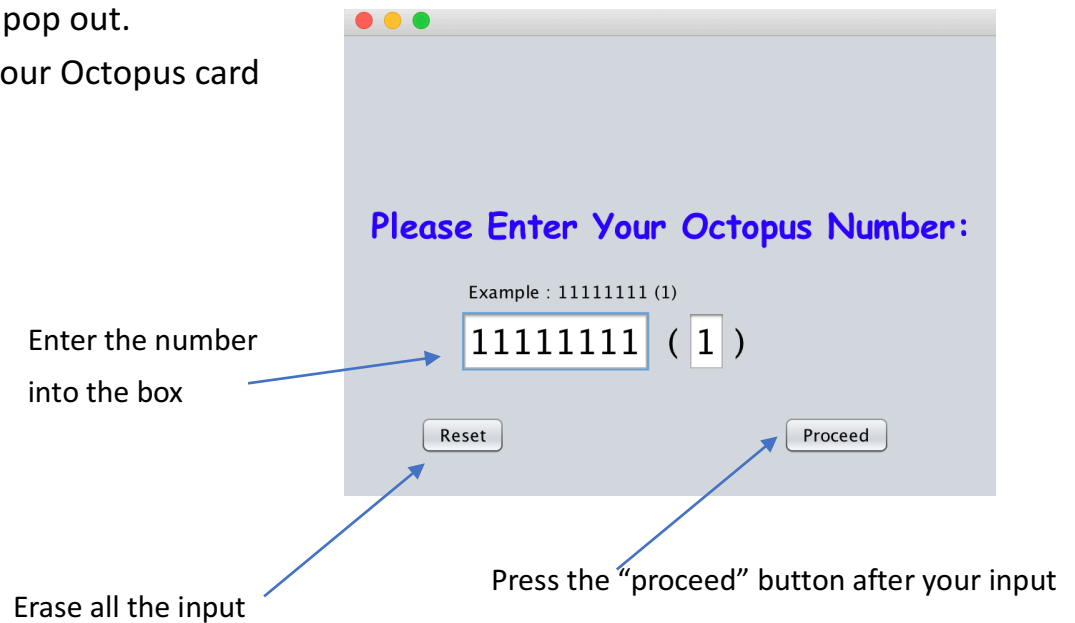 pop out.
our Octopus card
Please Enter Your Octopus Number:
Example : 11111111 (1)
11111111 ( 1 )
Enter the number
into the box
Reset
Proceed
Press the “proceed” button after your input
Erase all the input